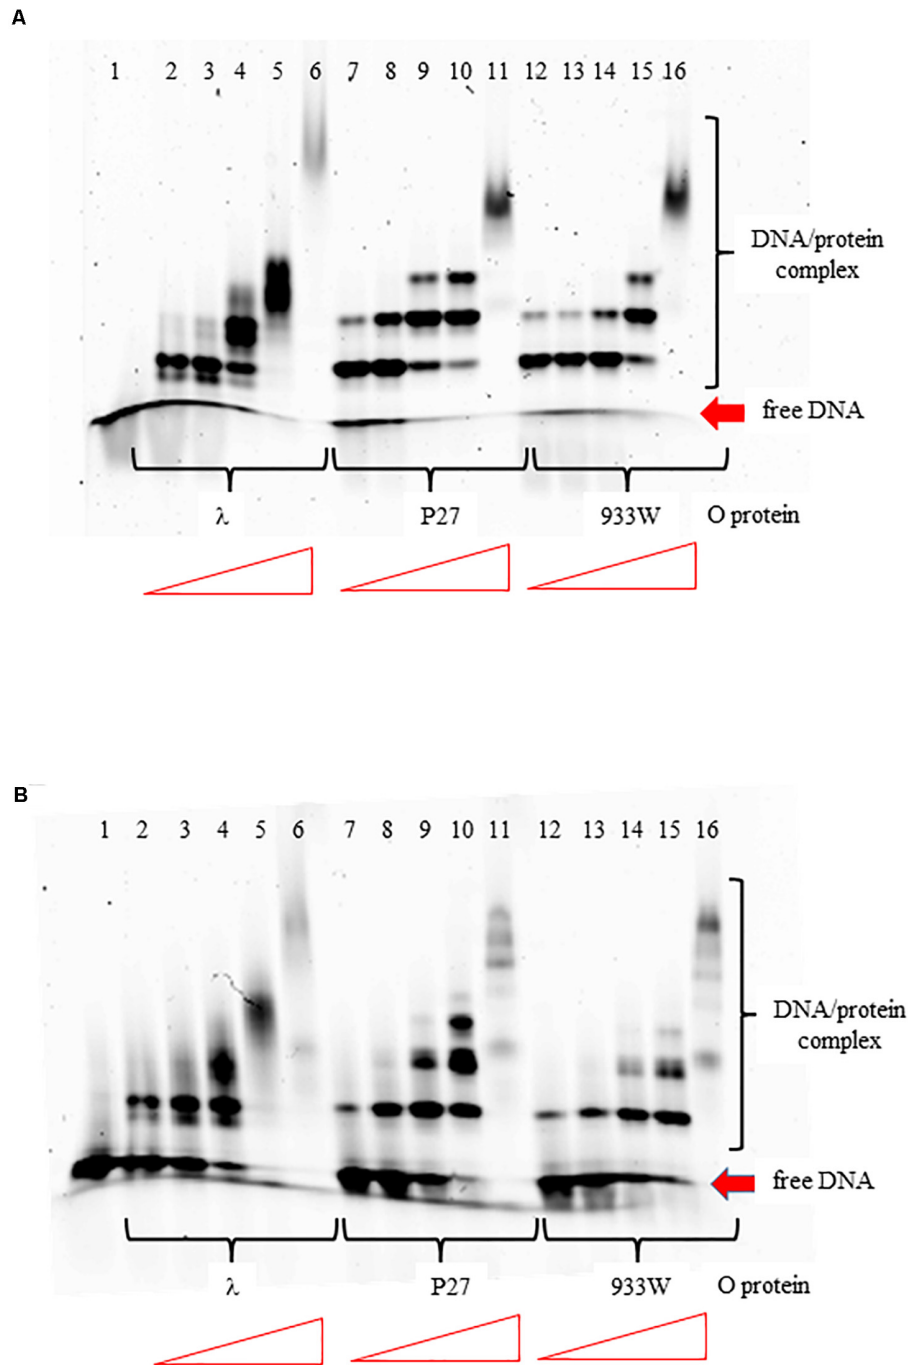 A
1 2 3 4 5 6 7 8 9 10 11 12 13 14 15 16
DNA/protein
complex
free DNA
λ P27 933W O protein
B
1 2 3 4 5 6 7 8 9 10 11 12 13 14 15 16
DNA/protein
complex
free DNA
λ P27 933W O protein